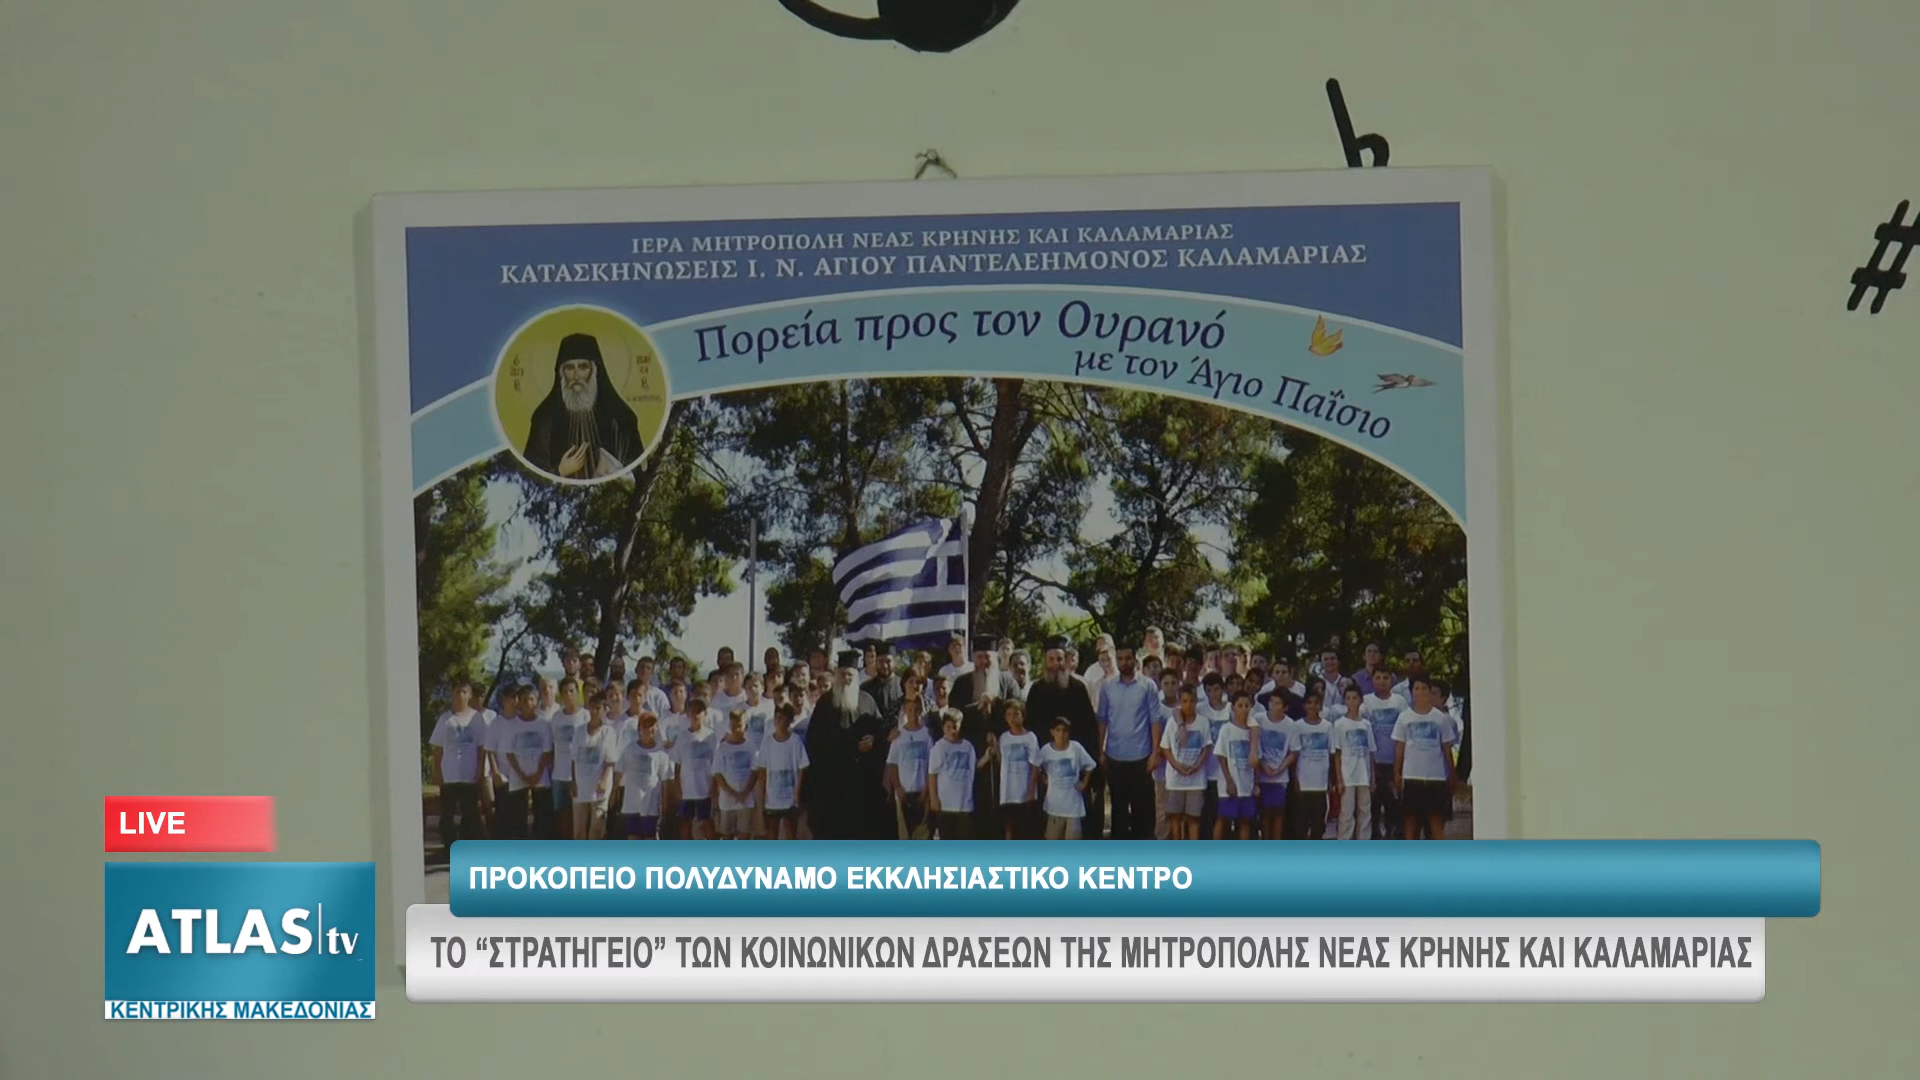 ΙΕΡΑ ΜΗΤΡΟΠΟΛΗ ΝΕΑΣ ΚΡΗΝΗΣ ΚΑΙ ΚΑΛΑΜΑΡΙΑΣ
ΚΑΤΑΣΚΗΝΩΣΕΙΣ Ι. Ν. ΑΓΙΟΥ ΠΑΝΤΕΛΕΗΜΟΝΟΣ ΚΑΛΑΜΑΡΙΑΣ
Πορεία προς τον Ουρανό
με τον Άγιο Παΐσιο
LIVE
ΠΡΟΚΟΠΕΙΟ ΠΟΛΥΔΥΝΑΜΟ ΕΚΚΛΗΣΙΑΣΤΙΚΟ ΚΕΝΤΡΟ
ATLAS tv
ΤΟ “ΣΤΡΑΤΗΓΕΙΟ” ΤΩΝ ΚΟΙΝΩΝΙΚΩΝ ΔΡΑΣΕΩΝ ΤΗΣ ΜΗΤΡΟΠΟΛΗΣ ΝΕΑΣ ΚΡΗΝΗΣ ΚΑΙ ΚΑΛΑΜΑΡΙΑΣ
ΚΕΝΤΡΙΚΗΣ ΜΑΚΕΔΟΝΙΑΣ